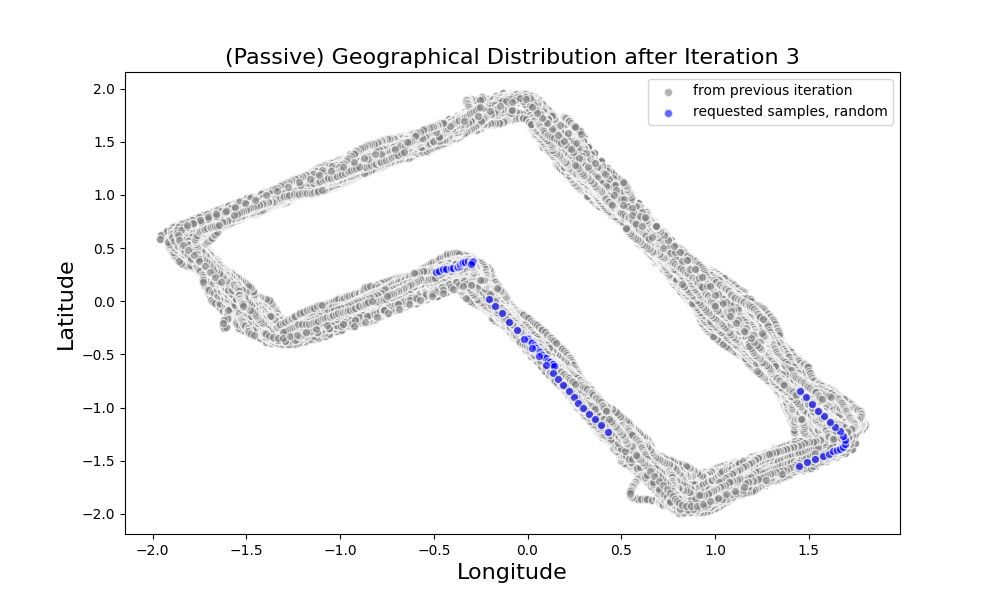 (Passive) Geographical Distribution after Iteration 3
from previous iteration
requested samples, random
Latitude
2.0
1.5
1.0
0.5
0.0
−0.5
−1.0
−1.5
−2.0
−2.0 −1.5 −1.0 −0.5 0.0 0.5 1.0 1.5
Longitude